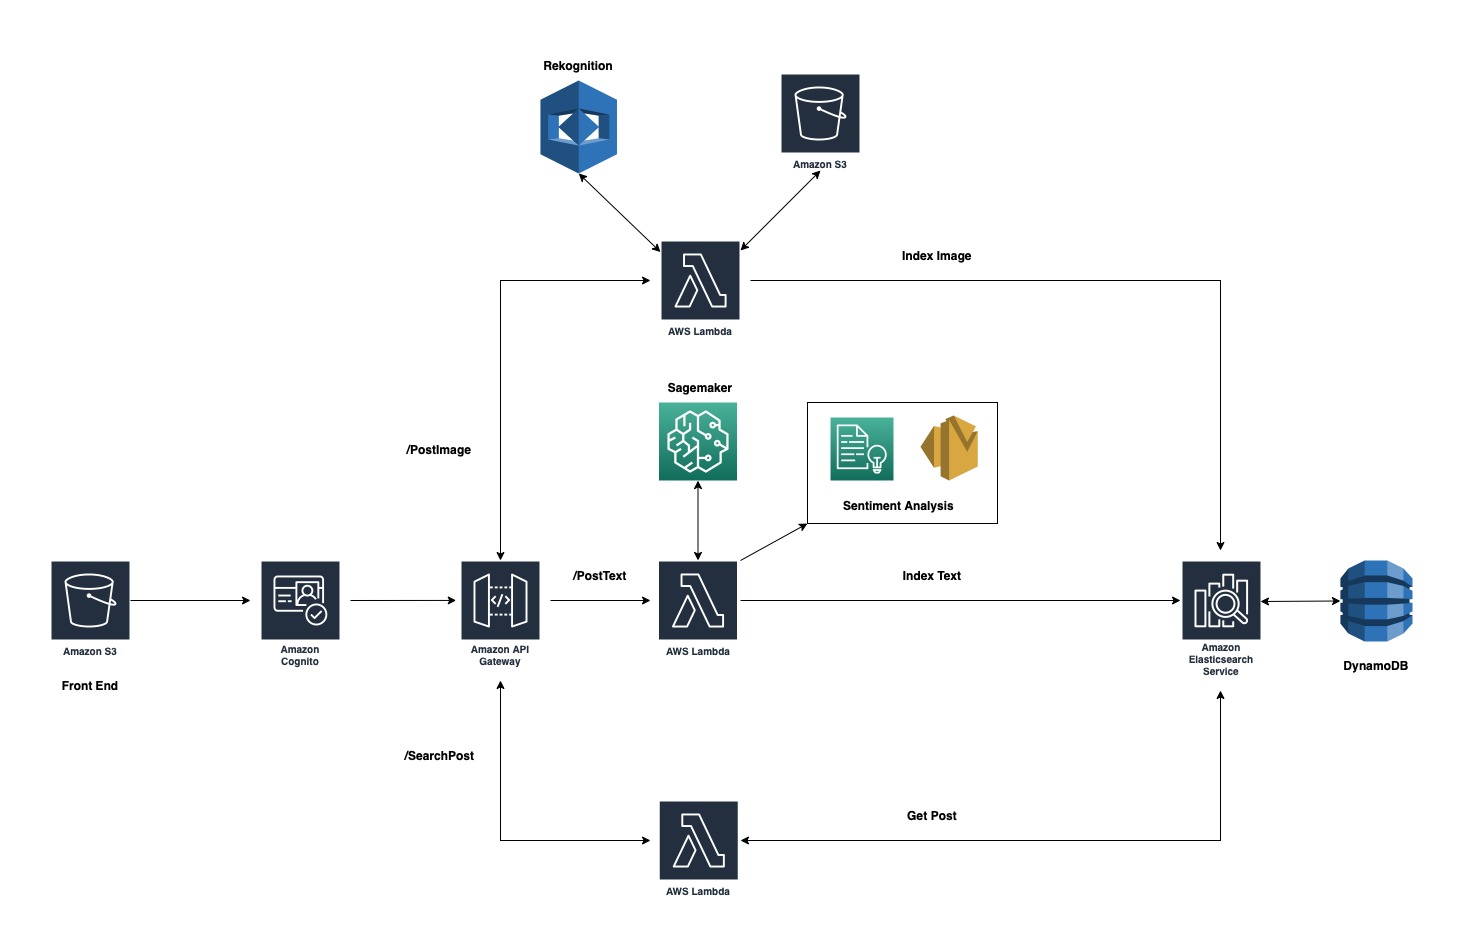 Rekognition
Amazon S3
Index Image
AWS Lambda
Sagemaker
/PostImage
Sentiment Analysis
/PostText
Index Text
Amazon S3
Front End
Amazon
Cognito
Amazon API
Gateway
AWS Lambda
Amazon
Elasticsearch
Service
DynamoDB
/SearchPost
Get Post
AWS Lambda